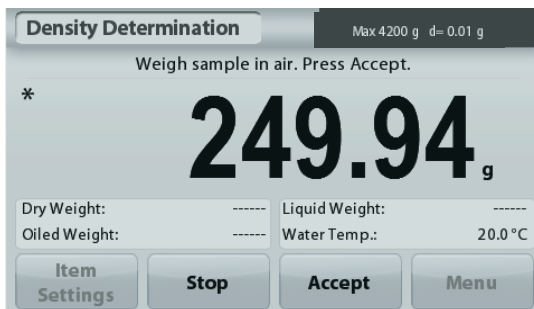 Density Determination Max 4200 g d= 0.01 g
Weigh sample in air. Press Accept.
*
249.94 g
Dry Weight: ------ Liquid Weight: ------
Oiled Weight: ------ Water Temp.: 20.0°C
Item Settings Stop Accept Menu